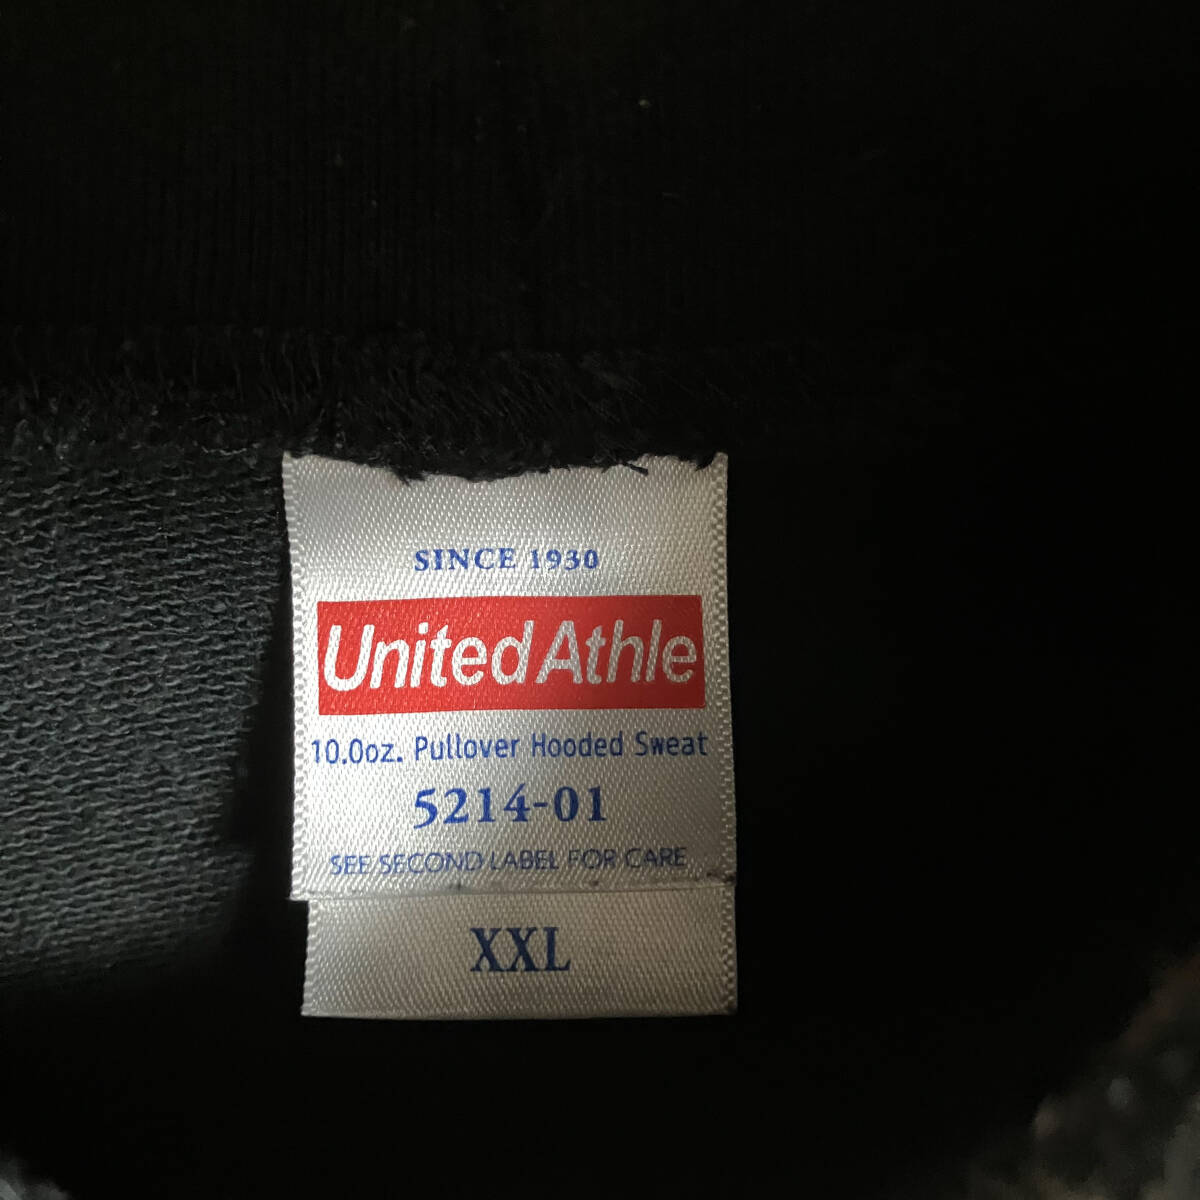 SINCE 1930
United Athle
10.0oz. Pullover Hooded Sweat
5214-01
SEE SECOND LABEL FOR CARE
XXL